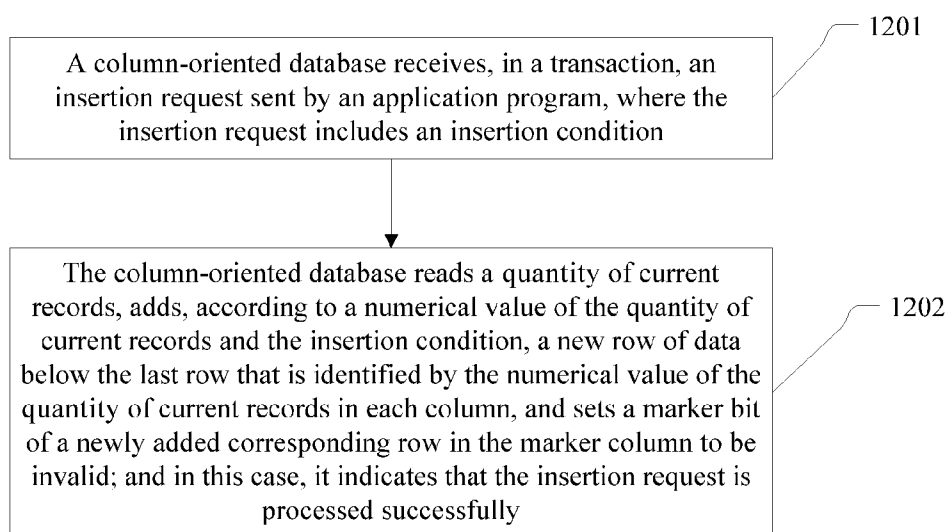 1201
A column-oriented database receives, in a transaction, an
insertion request sent by an application program, where the
insertion request includes an insertion condition
The column-oriented database reads a quantity of current
records, adds, according to a numerical value of the quantity of
current records and the insertion condition, a new row of data
below the last row that is identified by the numerical value of the
quantity of current records in each column, and sets a marker bit
of a newly added corresponding row in the marker column to be
invalid; and in this case, it indicates that the insertion request is
processed successfully
1202